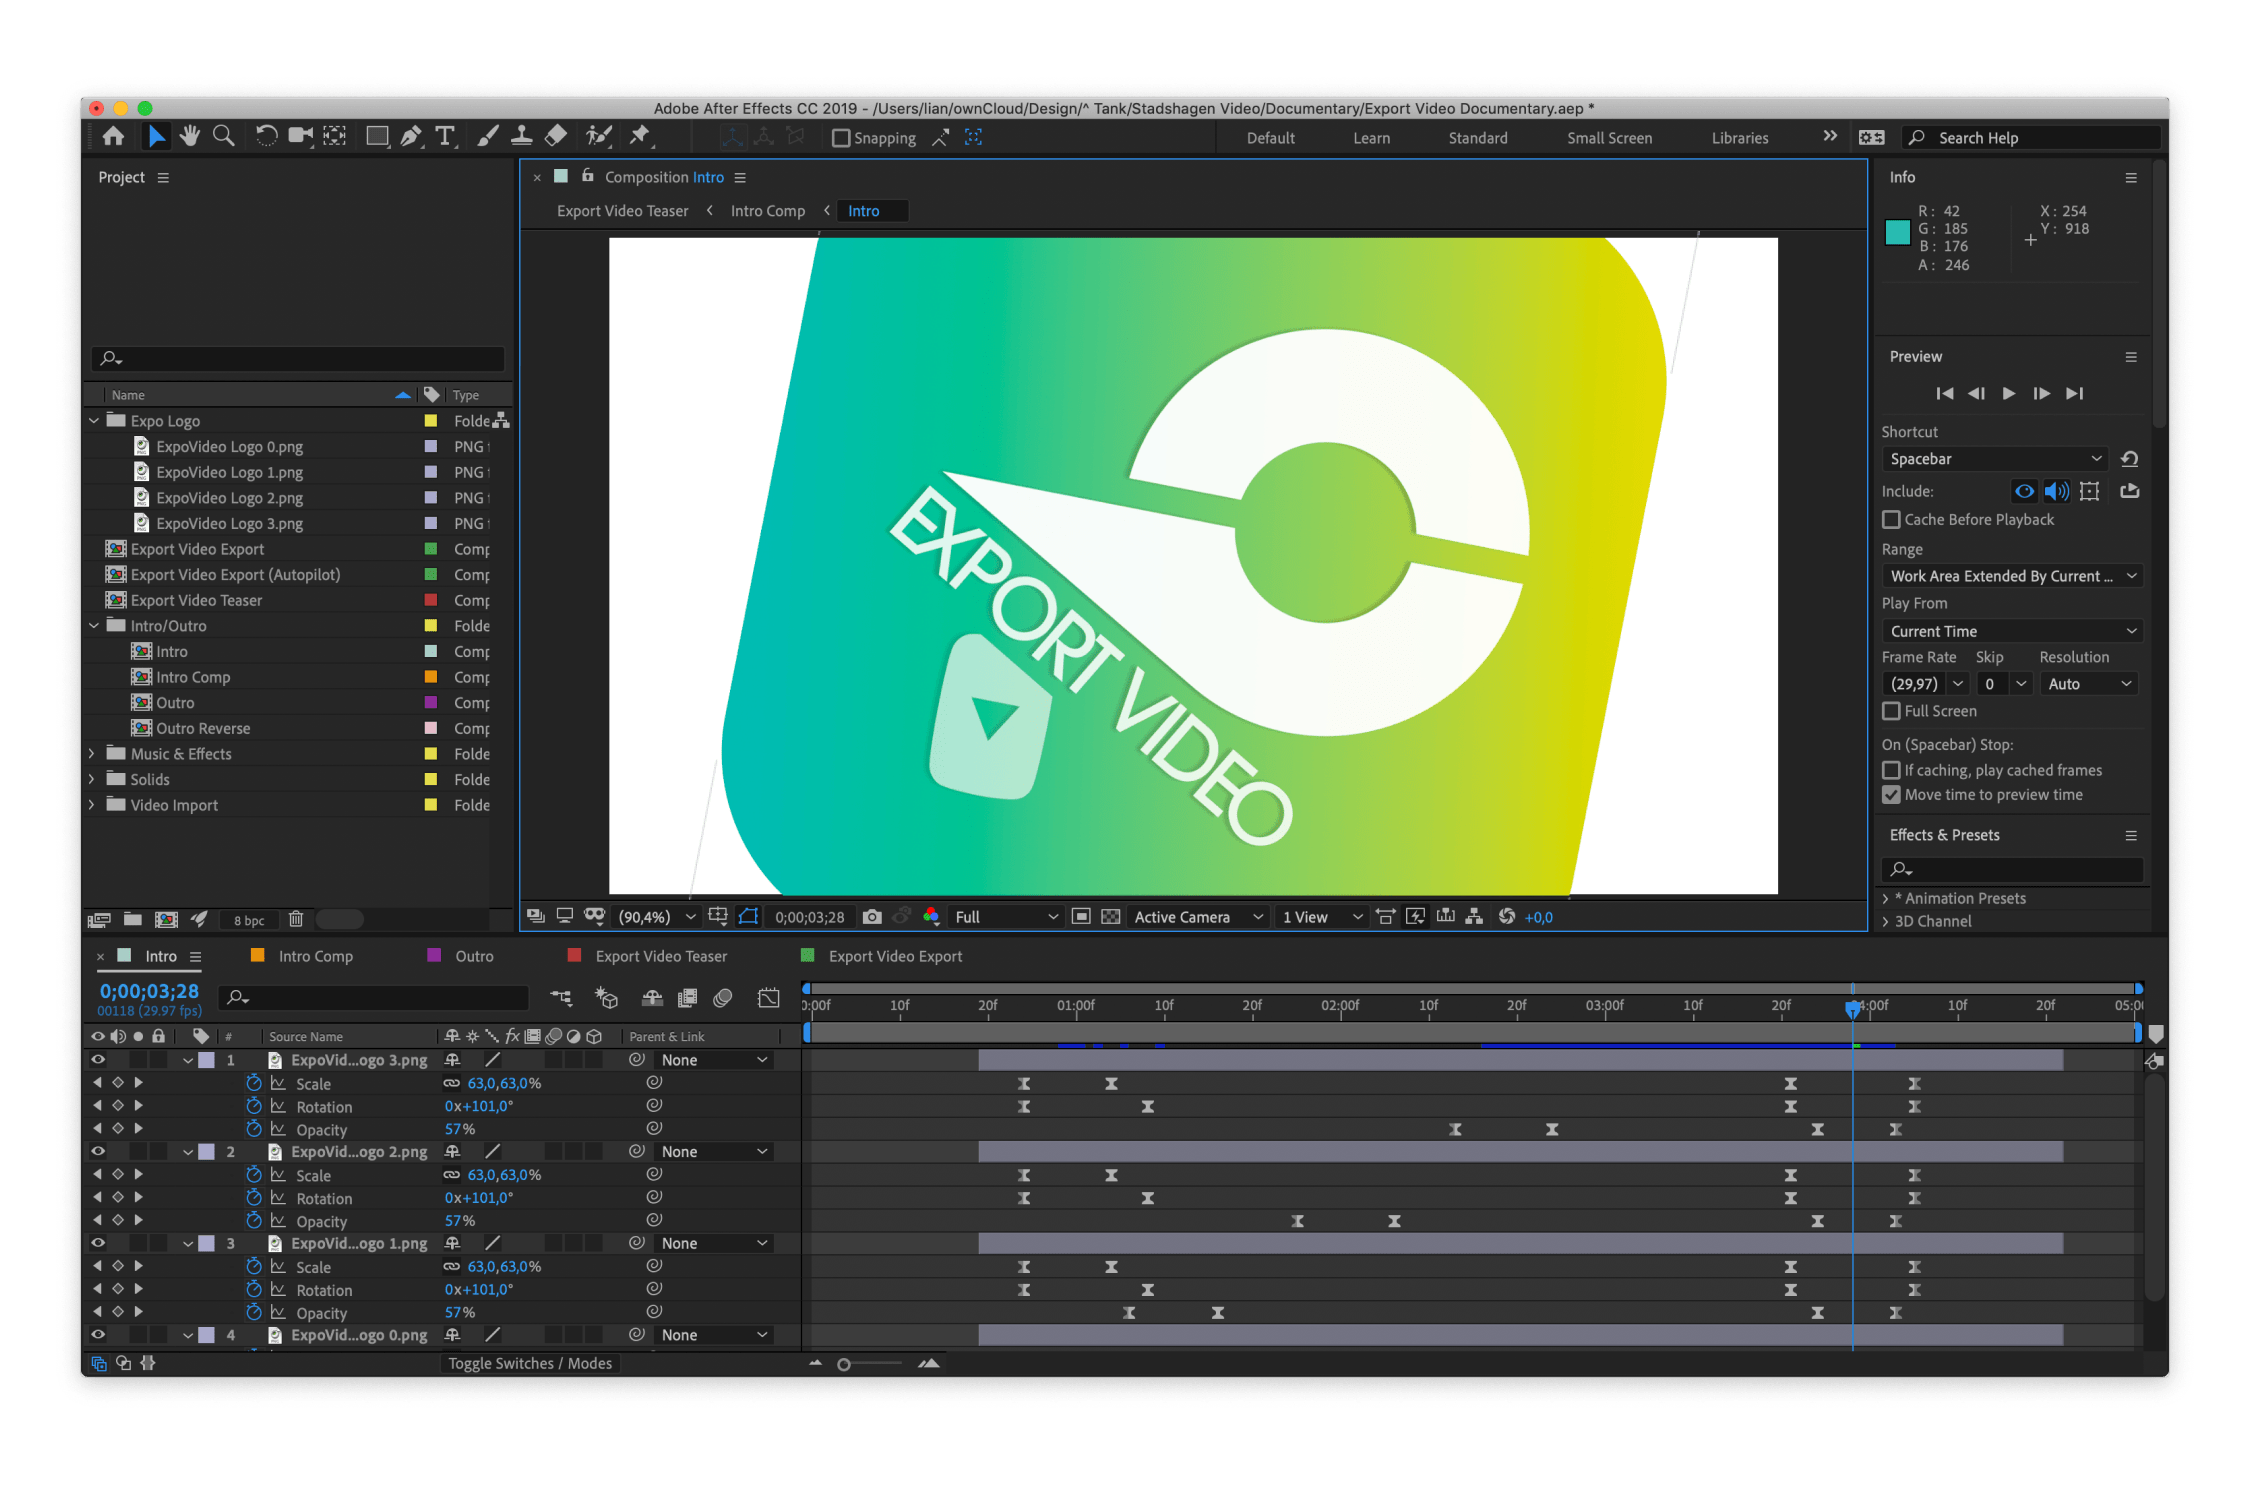 Adobe After Effects CC 2019 - /Users/lian/ownCloud/Design/^ Tank/Stadshagen Video/Documentary/Export Video Documentary.aep *
Snapping
Default
Learn
Standard
Small Screen
Libraries
Search Help
Project
Name
Type
Expo Logo
Folde
ExpoVideo Logo 0.png
PNG
ExpoVideo Logo 1.png
PNG
ExpoVideo Logo 2.png
PNG
ExpoVideo Logo 3.png
PNG
Export Video Export
Comp
Export Video Export (Autopilot)
Comp
Export Video Teaser
Comp
Intro/Outro
Folde
Intro
Comp
Intro Comp
Comp
Outro
Comp
Outro Reverse
Comp
Music & Effects
Folde
Solids
Folde
Video Import
Folde
8 bpc
Composition Intro
Export Video Teaser
Intro Comp
Intro
EXPORT VIDEO
(90,4%)
0;00;03;28
Full
Active Camera
1 View
+0,0
Info
R: 42
G: 185
B: 176
A: 246
X: 254
Y: 918
Preview
Shortcut
Spacebar
Include:
Cache Before Playback
Range
Work Area Extended By Current ...
Play From
Current Time
Frame Rate Skip Resolution
(29,97) 0 Auto
Full Screen
On (Spacebar) Stop:
If caching, play cached frames
Move time to preview time
Effects & Presets
* Animation Presets
3D Channel
Intro
Intro Comp
Outro
Export Video Teaser
Export Video Export
0;00;03;28
00118 (29.97 fps)
):00f 10f 20f 01:00f 10f 20f 02:00f 10f 20f 03:00f 10f 20f 04:00f 10f 20f 05:00
# Source Name fx Parent & Link
1 ExpoVid...ogo 3.png None
Scale 63,0,63,0%
Rotation 0x+101,0°
Opacity 57%
2 ExpoVid...ogo 2.png None
Scale 63,0,63,0%
Rotation 0x+101,0°
Opacity 57%
3 ExpoVid...ogo 1.png None
Scale 63,0,63,0%
Rotation 0x+101,0°
Opacity 57%
4 ExpoVid...ogo 0.png None
Toggle Switches / Modes